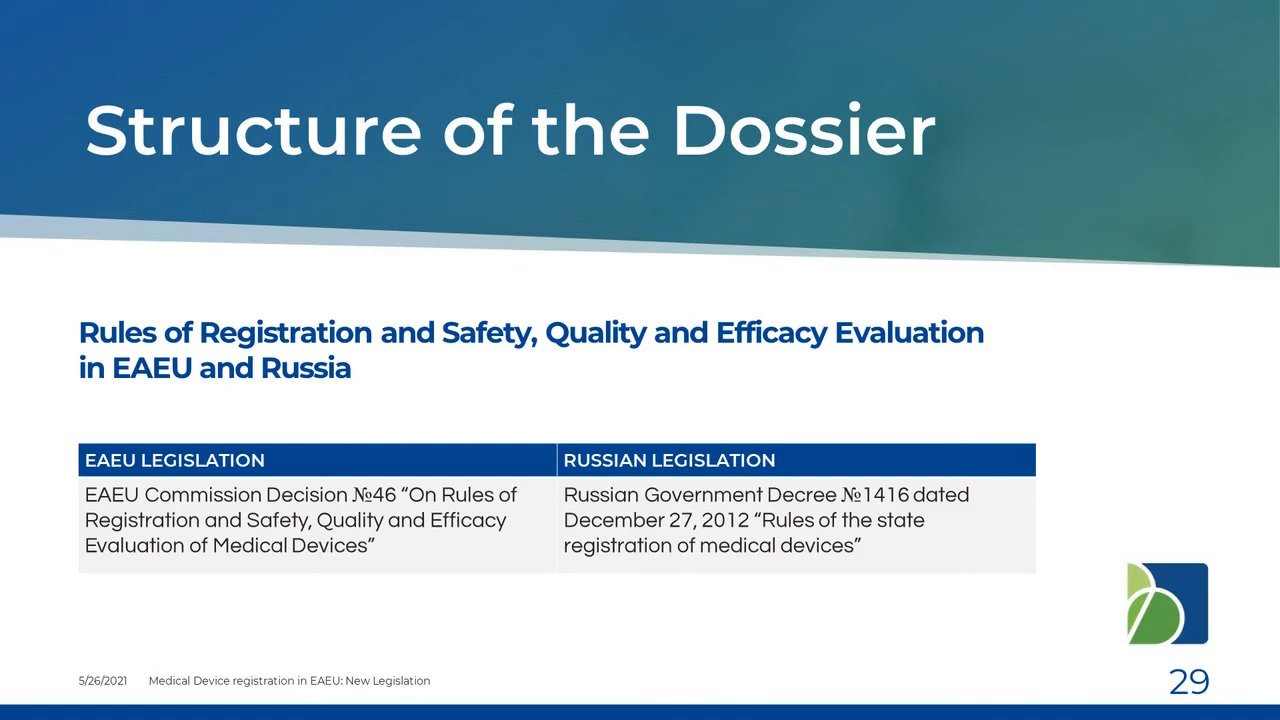 Structure of the Dossier
Rules of Registration and Safety, Quality and Efficacy Evaluation
in EAEU and Russia
EAEU LEGISLATION
RUSSIAN LEGISLATION
EAEU Commission Decision №46 “On Rules of
Registration and Safety, Quality and Efficacy
Evaluation of Medical Devices”
Russian Government Decree №1416 dated
December 27, 2012 “Rules of the state
registration of medical devices”
5/26/2021
Medical Device registration in EAEU: New Legislation
29